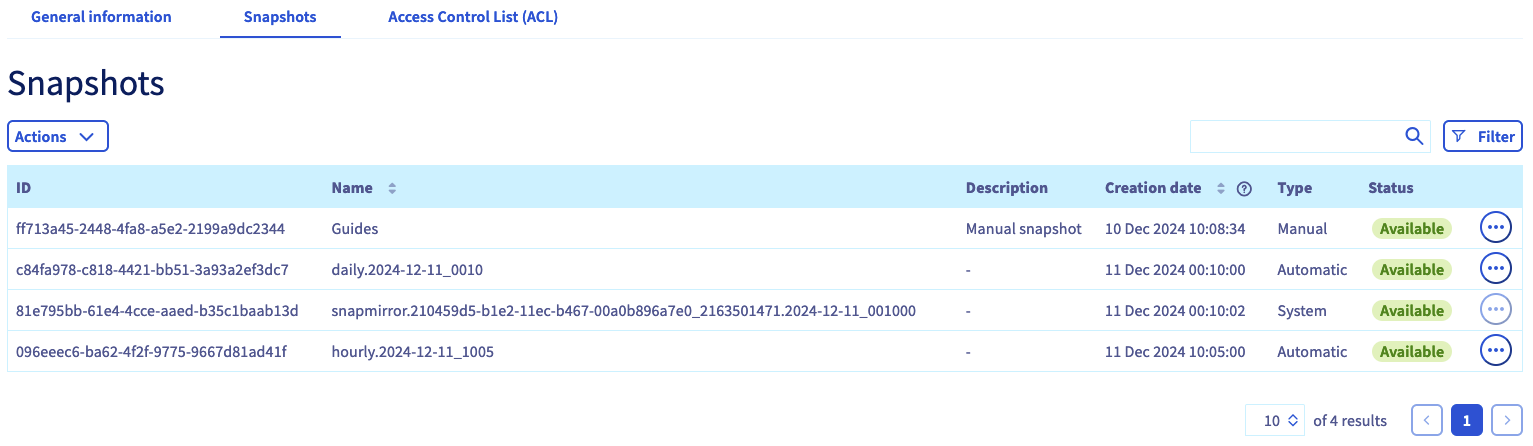 General information Snapshots Access Control List (ACL)
Snapshots
Actions Filter
ID Name Description Creation date Type Status
ff713a45-2448-4fa8-a5e2-2199a9dc2344 Guides Manual snapshot 10 Dec 2024 10:08:34 Manual Available
c84fa978-c818-4421-bb51-3a93a2ef3dc7 daily.2024-12-11_0010 - 11 Dec 2024 00:10:00 Automatic Available
81e795bb-61e4-4cce-aaed-b35c1baab13d snapmirror.210459d5-b1e2-11ec-b467-00a0b896a7e0_2163501471.2024-12-11_001000 - 11 Dec 2024 00:10:02 System Available
096eeec6-ba62-4f2f-9775-9667d81ad41f hourly.2024-12-11_1005 - 11 Dec 2024 10:05:00 Automatic Available
10 of 4 results 1